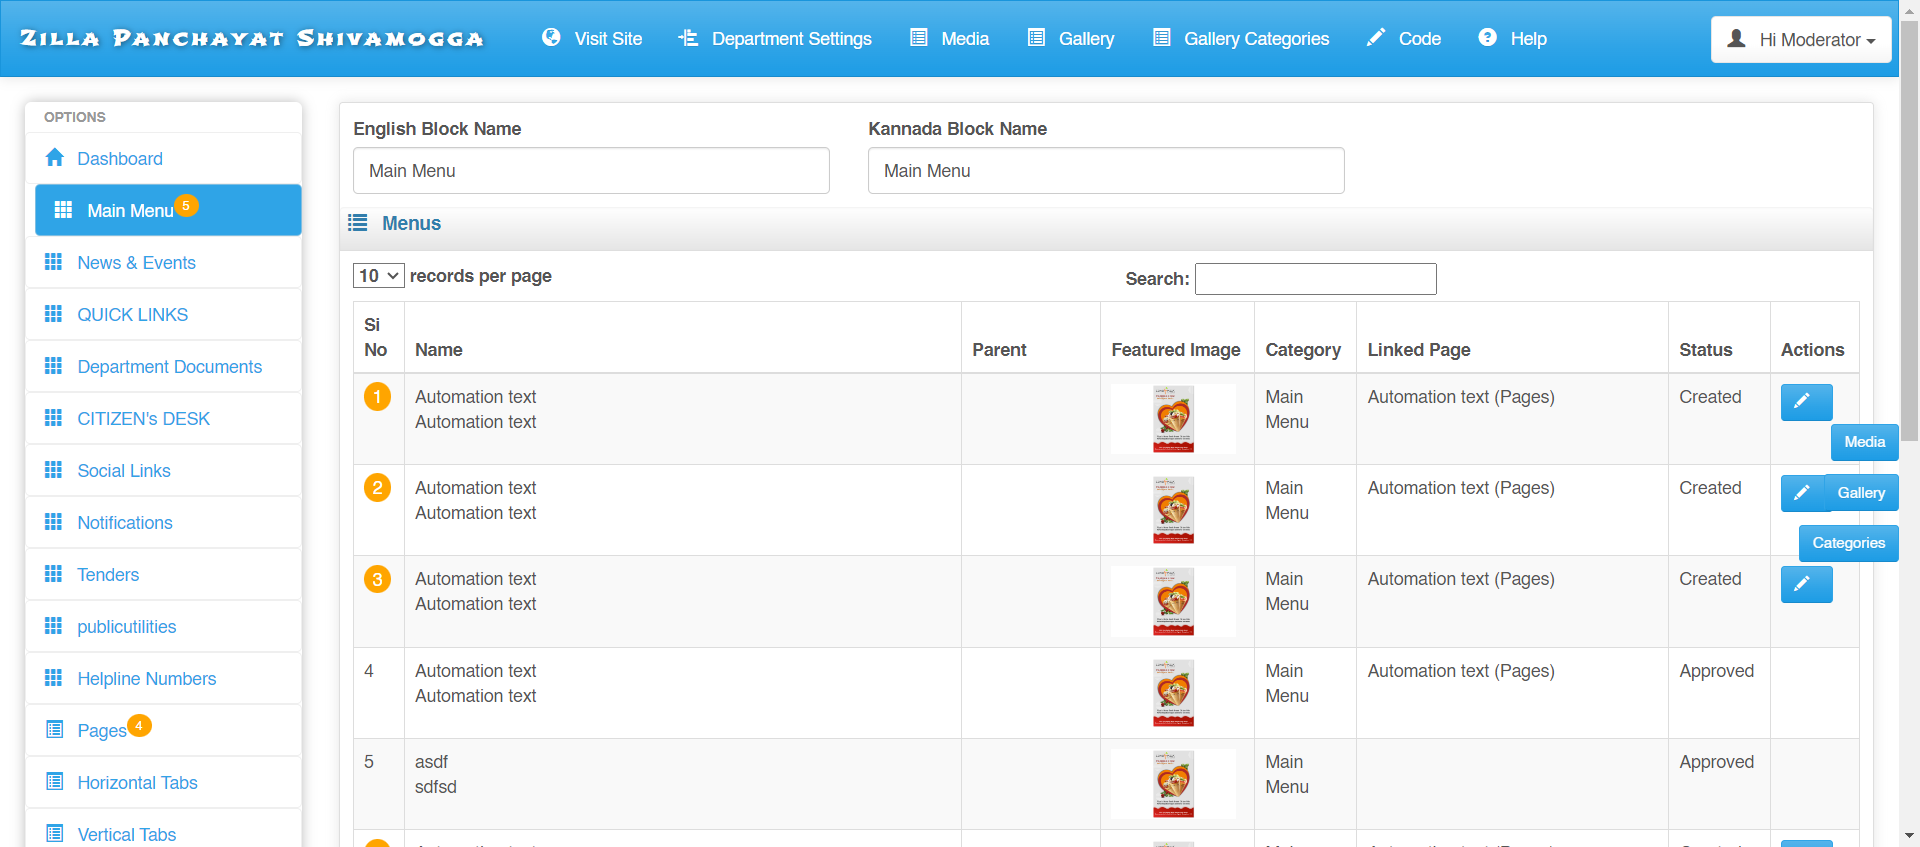 Zilla Panchayat Shivamogga
Visit Site
Department Settings
Media
Gallery
Gallery Categories
Code
Help
Hi Moderator
OPTIONS
Dashboard
Main Menu 5
News & Events
QUICK LINKS
Department Documents
CITIZEN's DESK
Social Links
Notifications
Tenders
publicutilities
Helpline Numbers
Pages 4
Horizontal Tabs
Vertical Tabs
English Block Name
Kannada Block Name
Main Menu
Main Menu
Menus
10 records per page
Search:
Si No
Name
Parent
Featured Image
Category
Linked Page
Status
Actions
1
Automation text
Automation text
Main
Menu
Automation text (Pages)
Created
Media
2
Automation text
Automation text
Main
Menu
Automation text (Pages)
Created
Gallery
Categories
3
Automation text
Automation text
Main
Menu
Automation text (Pages)
Created
4
Automation text
Automation text
Main
Menu
Automation text (Pages)
Approved
5
asdf
sdfsd
Main
Menu
Approved